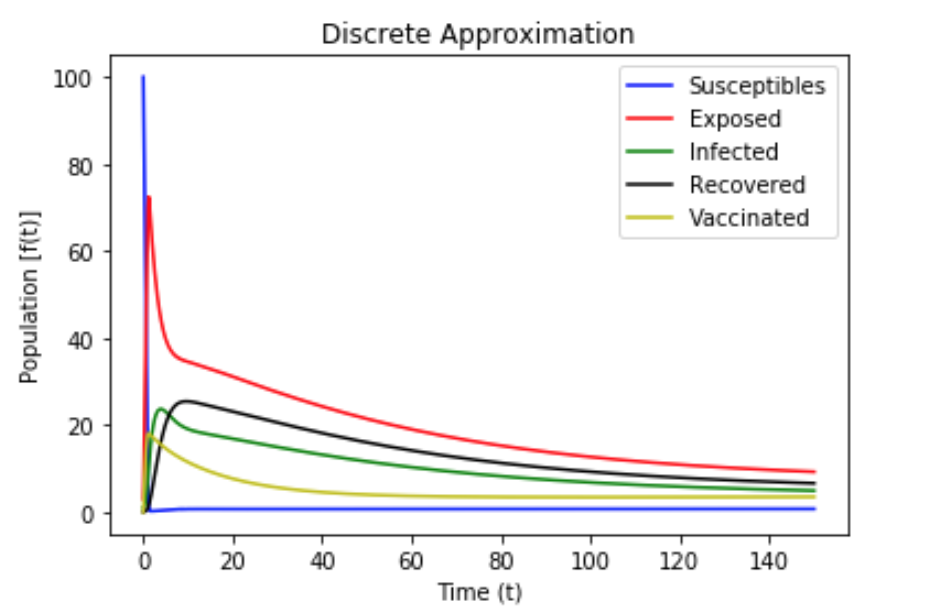 Discrete Approximation
Population [f(t)]
100
80
60
40
20
0
Susceptibles
Exposed
Infected
Recovered
Vaccinated
0 20 40 60 80 100 120 140
Time (t)